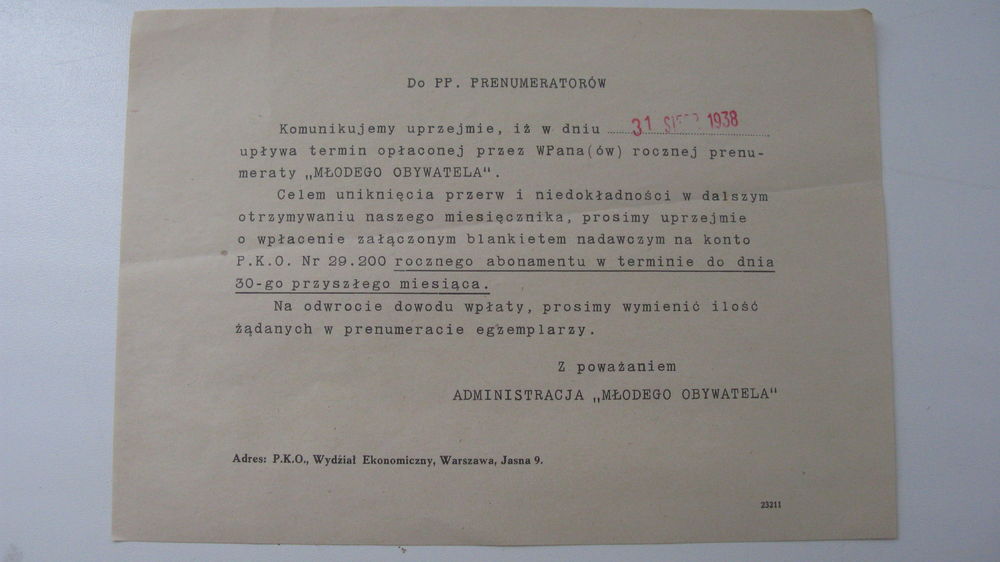 Do PP. PRENUMERATORÓW
Komunikujemy uprzejmie, iż w dniu 31 SIERP 1938
upływa termin opłaconej przez WPana(ów) rocznej prenu-
meraty „MŁODEGO OBYWATELA".
Celem uniknięcia przerw i niedokładności w dalszym
otrzymywaniu naszego miesięcznika, prosimy uprzejmie
o wpłacenie załączonym blankietem nadawczym na konto
P.K.O. Nr 29.200 rocznego abonamentu w terminie do dnia
30-go przyszłego miesiąca.
Na odwrocie dowodu wpłaty, prosimy wymienić ilość
żądanych w prenumeracie egzemplarzy.
Z poważaniem
ADMINISTRACJA „MŁODEGO OBYWATELA"
Adres: P.K.O., Wydział Ekonomiczny, Warszawa, Jasna 9.
23211